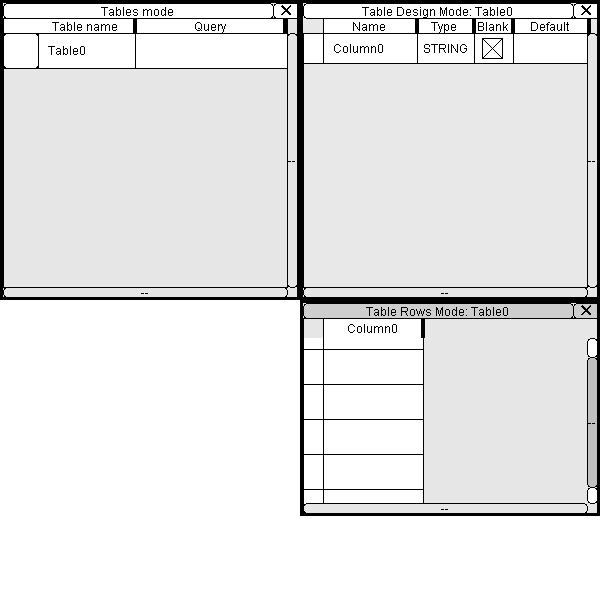 Tables mode
Table name Query
Table0
--
--
Table Design Mode: Table0
Name Type Blank Default
Column0 STRING
--
--
Table Rows Mode: Table0
Column0
--
--